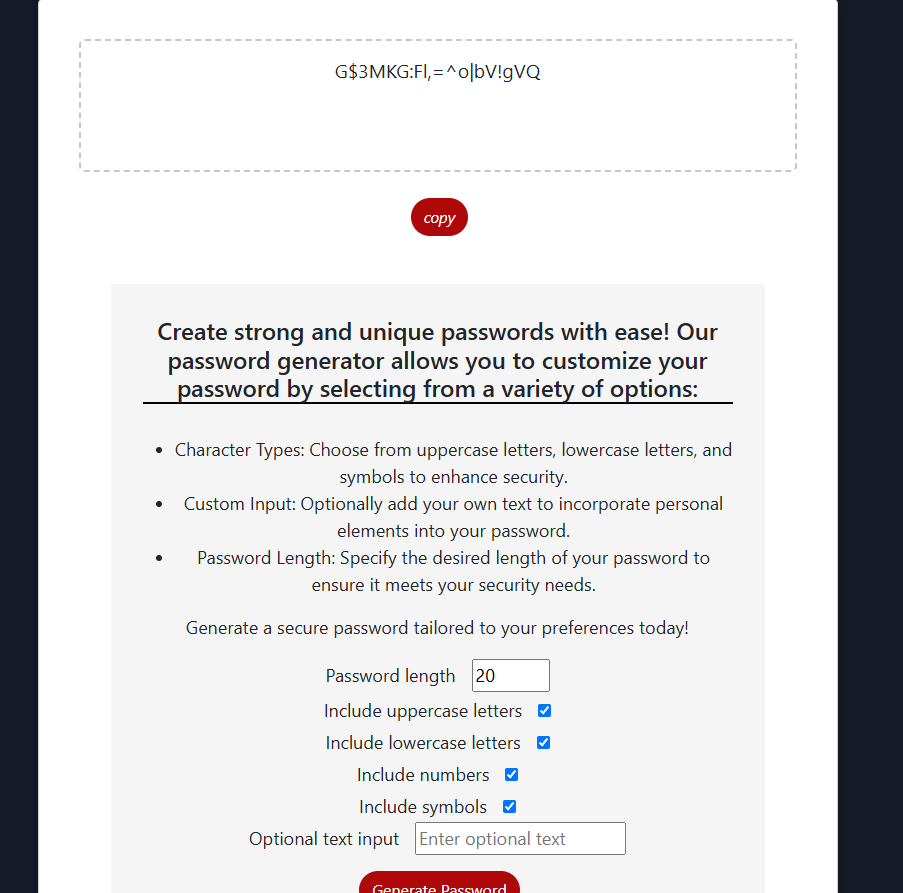 G$3MKG:Fl,=^o|bV!gVQ
copy
Create strong and unique passwords with ease! Our
password generator allows you to customize your
password by selecting from a variety of options:
Character Types: Choose from uppercase letters, lowercase letters, and
symbols to enhance security.
Custom Input: Optionally add your own text to incorporate personal
elements into your password.
Password Length: Specify the desired length of your password to
ensure it meets your security needs.
Generate a secure password tailored to your preferences today!
Password length 20
Include uppercase letters
Include lowercase letters
Include numbers
Include symbols
Optional text input Enter optional text
Generate Password